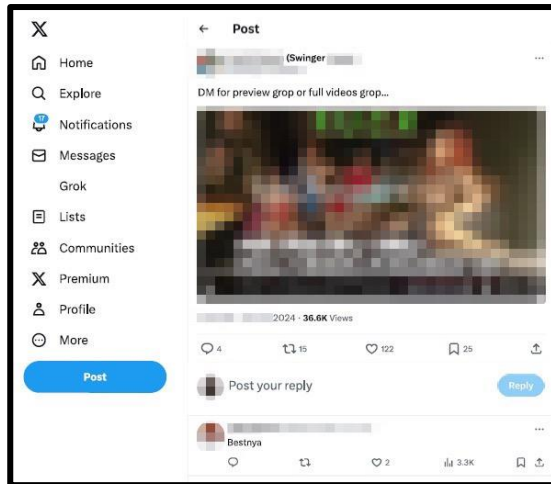 Post
Home
Explore
17
Notifications
Messages
Grok
Lists
Communities
Premium
Profile
More
Post
(Swinger
...
DM for preview grop or full videos grop...
2024 · 36.6K Views
4 15 122 25
Post your reply
Reply
...
Bestnya
2 3.3K